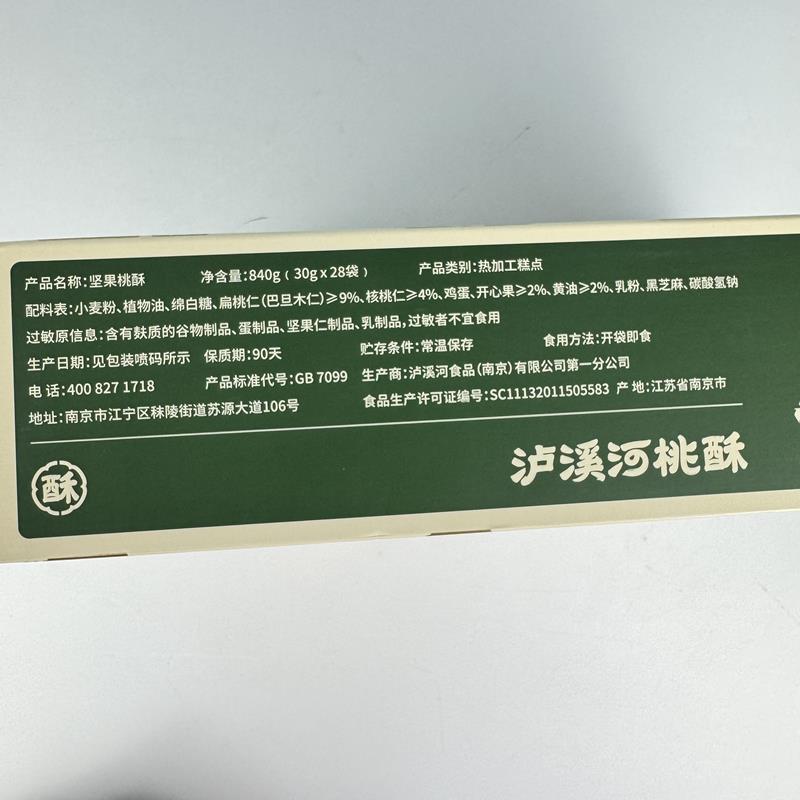 产品名称:坚果桃酥 净含量:840g(30g x 28袋) 产品类别:热加工糕点
配料表:小麦粉、植物油、绵白糖、扁桃仁(巴旦木仁)≥9%、核桃仁≥4%、鸡蛋、开心果≥2%、黄油≥2%、乳粉、黑芝麻、碳酸氢钠
过敏原信息:含有麸质的谷物制品、蛋制品、坚果仁制品、乳制品,过敏者不宜食用
生产日期:见包装喷码所示 保质期:90天 贮存条件:常温保存 食用方法:开袋即食
电 话:400 827 1718 产品标准代号:GB 7099 生产商:泸溪河食品(南京)有限公司第一分公司
地址:南京市江宁区秣陵街道苏源大道106号 食品生产许可证编号:SC11132011505583 产 地:江苏省南京市
酥 泸溪河桃酥